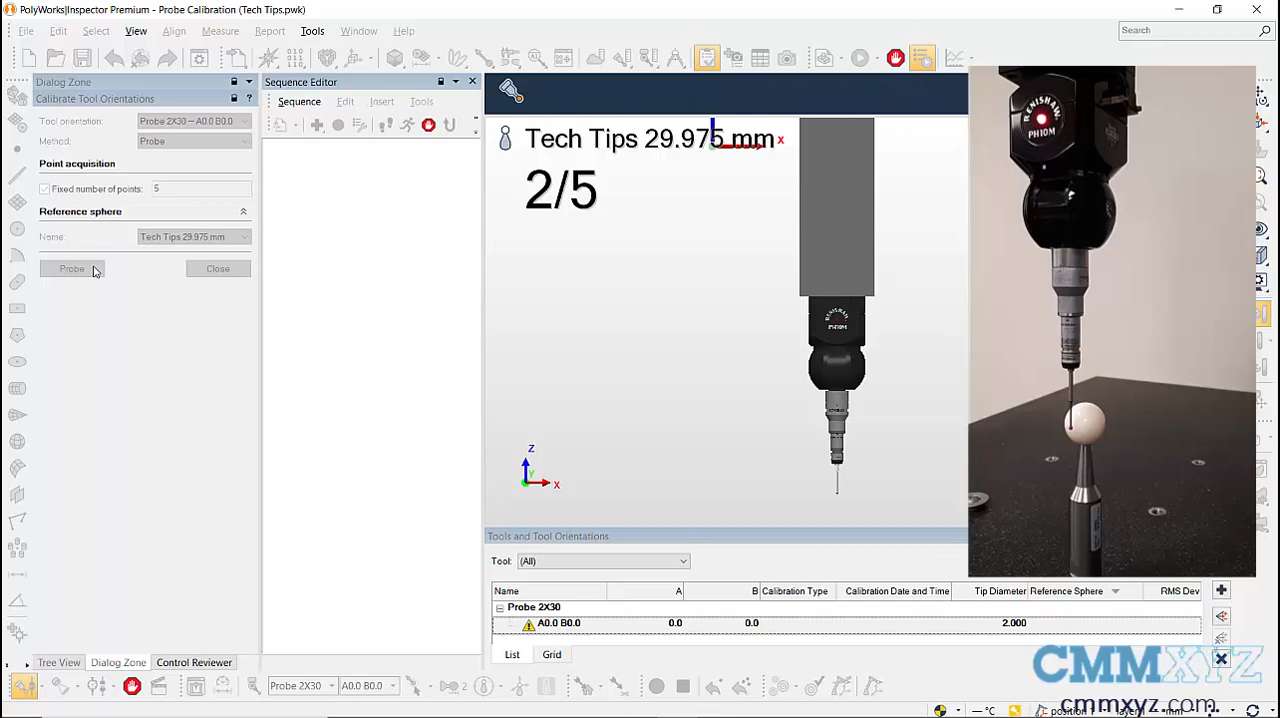 PolyWorks|Inspector Premium - Probe Calibration (Tech Tips.pwk)
File Edit Select View Align Measure Report Tools Window Help
Search
Dialog Zone
Calibrate Tool Orientations
Tool orientation: Probe 2X30 – A0.0 B0.0
Method: Probe
Point acquisition
Fixed number of points: 5
Reference sphere
Name: Tech Tips 29.975 mm
Probe Close
Sequence Editor
Sequence Edit Insert Tools
Tech Tips 29.975 mm
2/5
x
RENISHAW
PH10M
Z
Y
X
RENISHAW
PH10M
Tools and Tool Orientations
Tool: (All)
Name A B Calibration Type Calibration Date and Time Tip Diameter Reference Sphere RMS Dev
Probe 2X30
A0.0 B0.0 0.0 0.0 2.000
List Grid
Tree View Dialog Zone Control Reviewer
Probe 2X30 A0.0 B0.0
CMMXYZ
cmmxyz.com
– °C position 1 mm